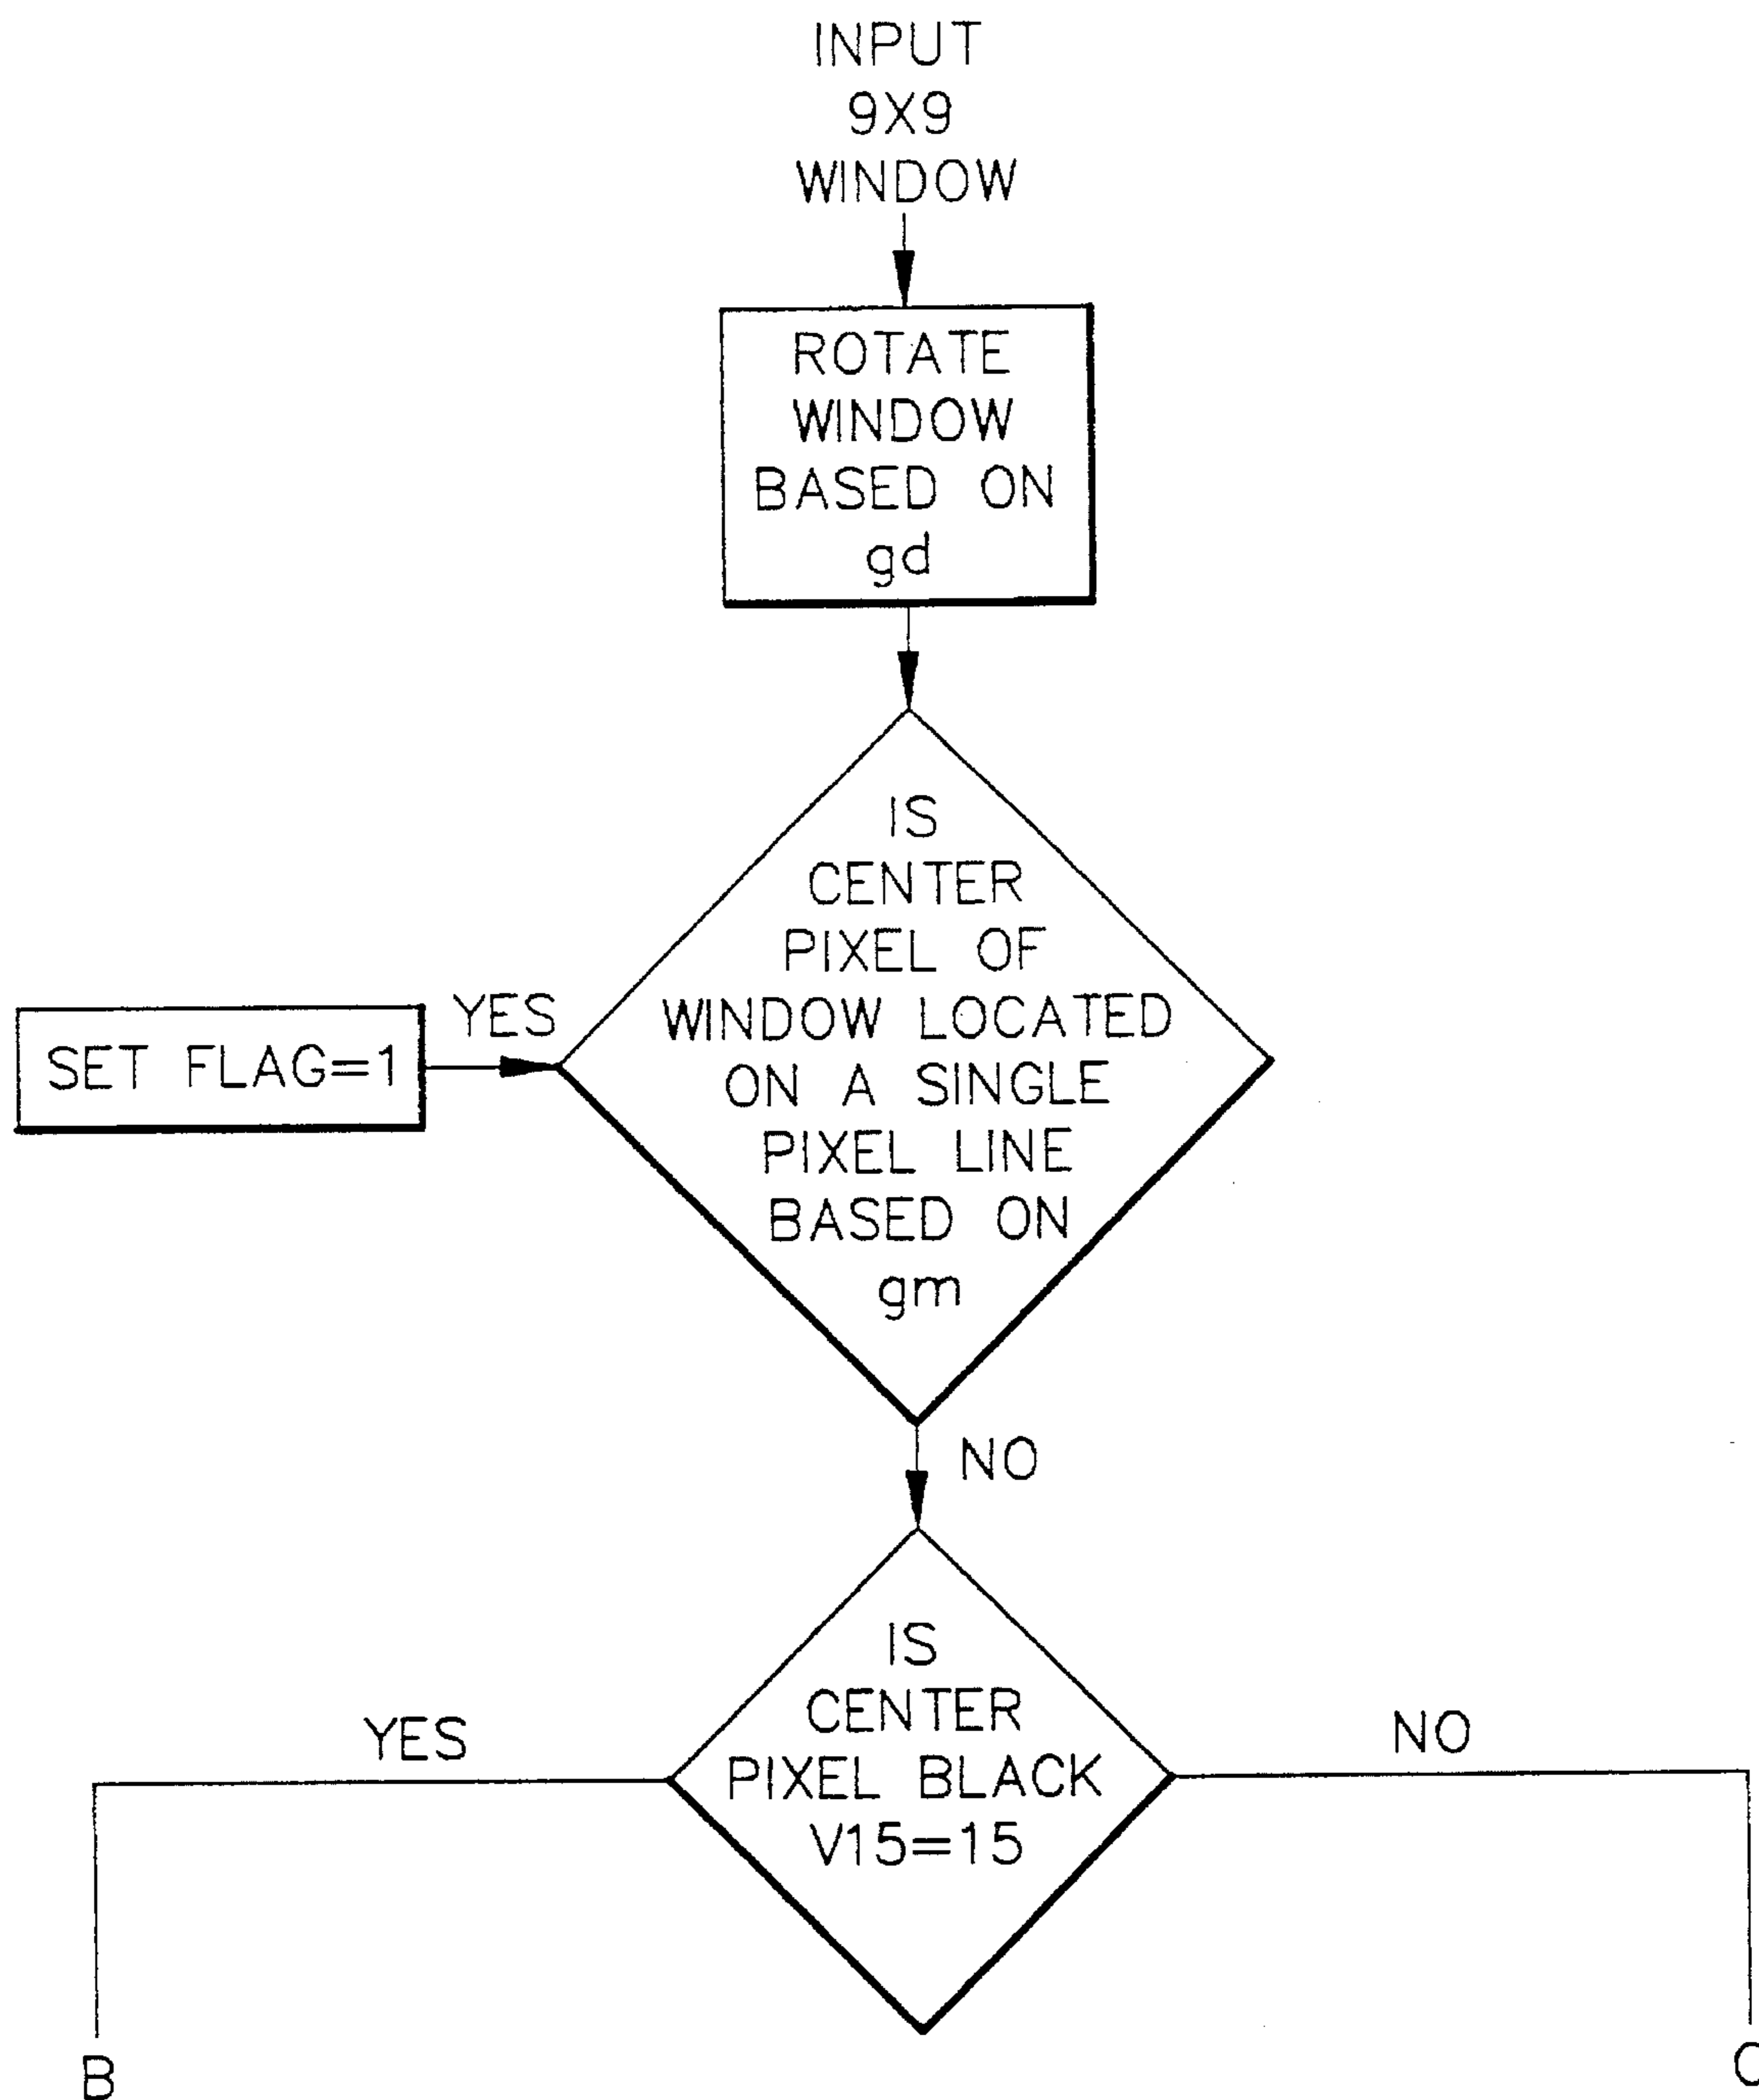 INPUT
9X9
WINDOW
ROTATE
WINDOW
BASED ON
gd
IS
CENTER
PIXEL OF
WINDOW LOCATED
ON A SINGLE
PIXEL LINE
BASED ON
gm
YES
SET FLAG=1
NO
IS
CENTER
PIXEL BLACK
V15=15
YES
NO
B
C